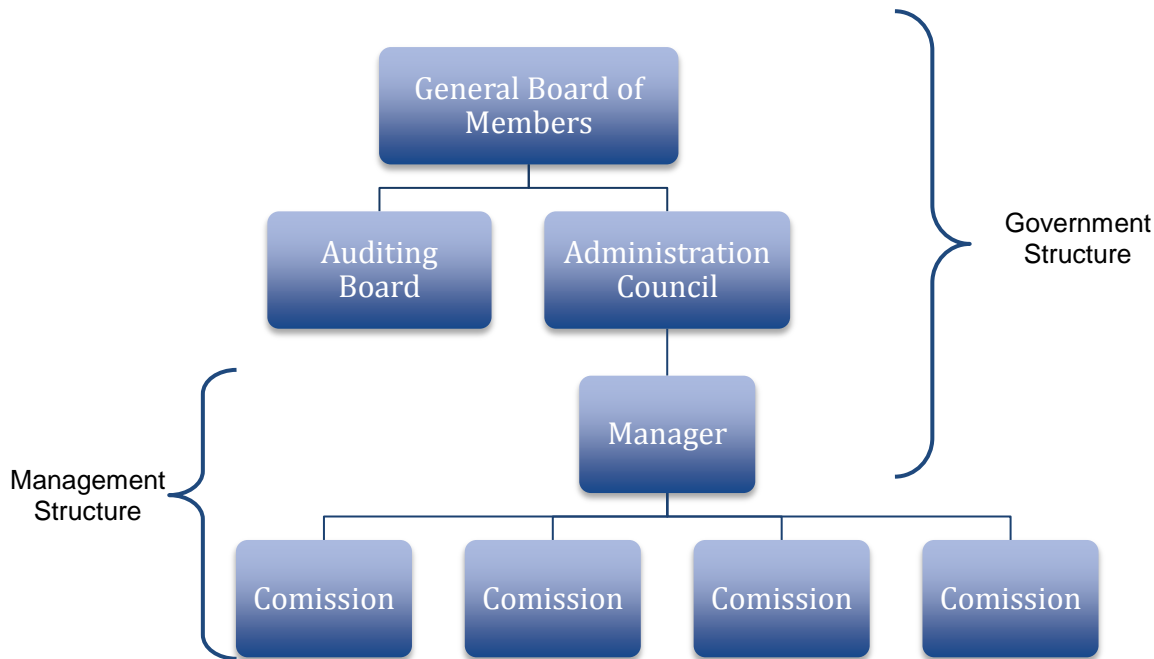 General Board of
Members
Auditing
Board
Administration
Council
Government
Structure
Manager
Management
Structure
Comission
Comission
Comission
Comission